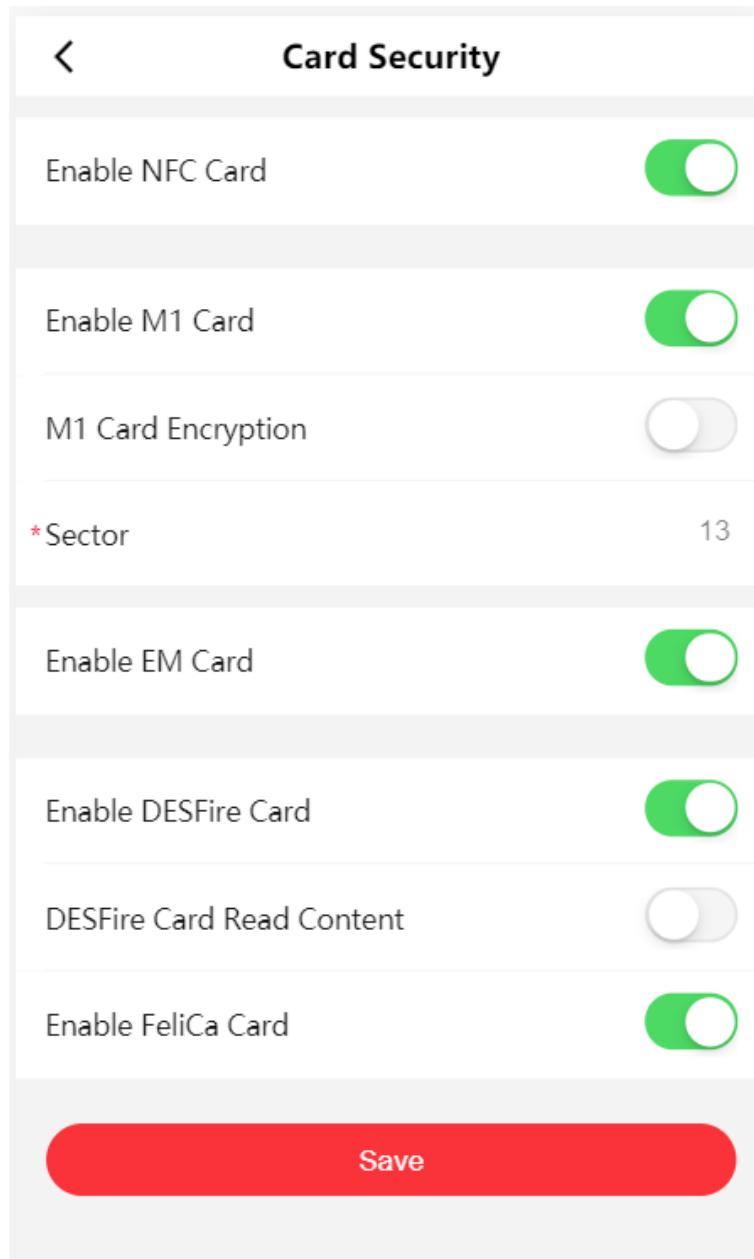 Card Security
Enable NFC Card
Enable M1 Card
M1 Card Encryption
*Sector 13
Enable EM Card
Enable DESFire Card
DESFire Card Read Content
Enable FeliCa Card
Save